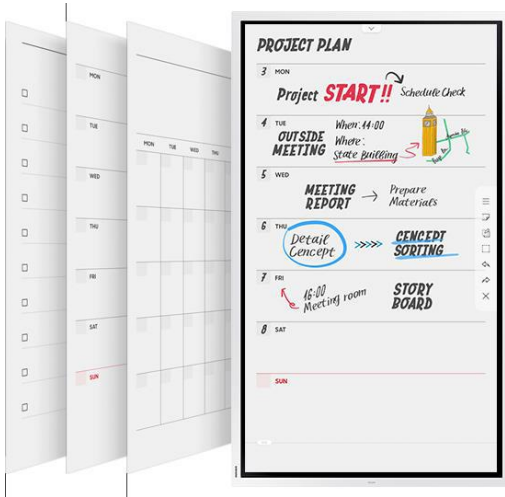 MON
TUE
WED
THU
FRI
SAT
SUN
MON TUE WED THU
PROJECT PLAN
3 MON
Project START!! Schedule Check
4 TUE
OUTSIDE MEETING
When: 14:00
Where:
State Building
5 WED
MEETING REPORT → Prepare Materials
6 THU
Detail Cencept >>>>> CENCEPT SORTING
7 FRI
16:00
Meeting room
STORY BOARD
8 SAT
SUN